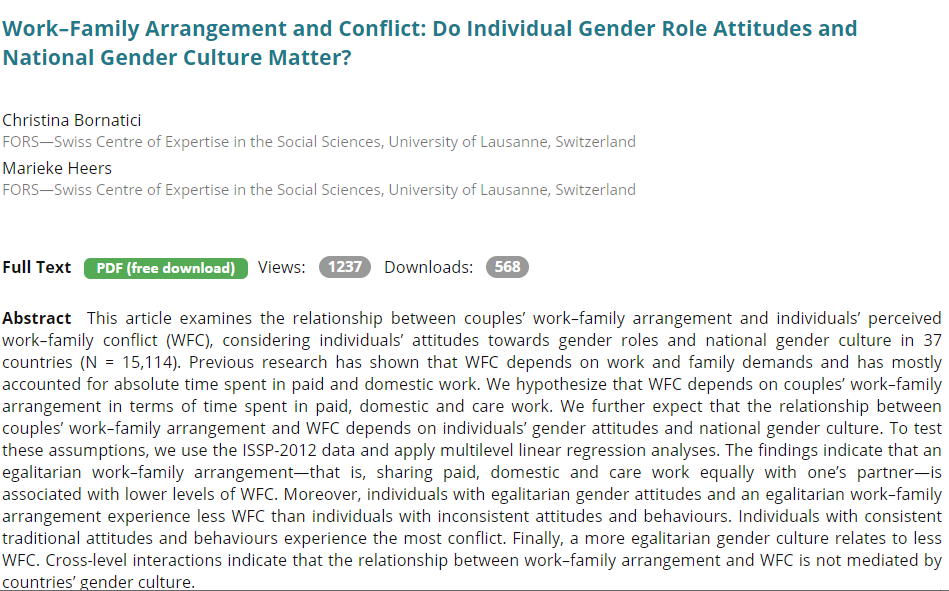 Work–Family Arrangement and Conflict: Do Individual Gender Role Attitudes and
National Gender Culture Matter?
Christina Bornatici
FORS—Swiss Centre of Expertise in the Social Sciences, University of Lausanne, Switzerland
Marieke Heers
FORS—Swiss Centre of Expertise in the Social Sciences, University of Lausanne, Switzerland
Full Text PDF (free download) Views: 1237 Downloads: 568
Abstract This article examines the relationship between couples’ work–family arrangement and individuals’ perceived
work–family conflict (WFC), considering individuals’ attitudes towards gender roles and national gender culture in 37
countries (N = 15,114). Previous research has shown that WFC depends on work and family demands and has mostly
accounted for absolute time spent in paid and domestic work. We hypothesize that WFC depends on couples’ work–family
arrangement in terms of time spent in paid, domestic and care work. We further expect that the relationship between
couples’ work–family arrangement and WFC depends on individuals’ gender attitudes and national gender culture. To test
these assumptions, we use the ISSP-2012 data and apply multilevel linear regression analyses. The findings indicate that an
egalitarian work–family arrangement—that is, sharing paid, domestic and care work equally with one’s partner—is
associated with lower levels of WFC. Moreover, individuals with egalitarian gender attitudes and an egalitarian work–family
arrangement experience less WFC than individuals with inconsistent attitudes and behaviours. Individuals with consistent
traditional attitudes and behaviours experience the most conflict. Finally, a more egalitarian gender culture relates to less
WFC. Cross-level interactions indicate that the relationship between work–family arrangement and WFC is not mediated by
countries’ gender culture.